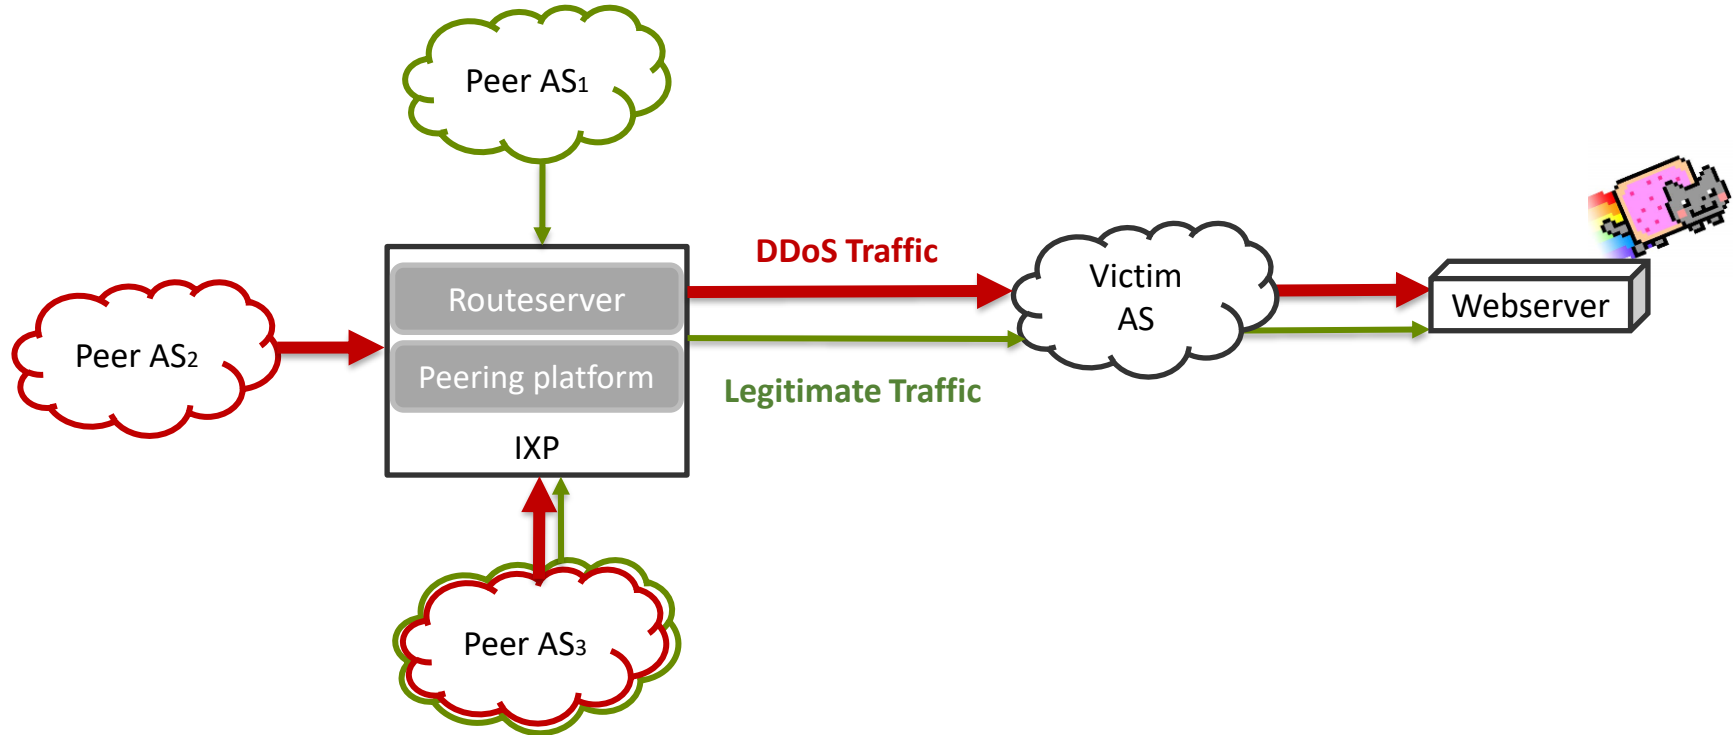 Peer AS1
DDoS Traffic
Victim
AS
Routeserver
Webserver
Peer AS2
Peering platform
Legitimate Traffic
IXP
Peer AS3